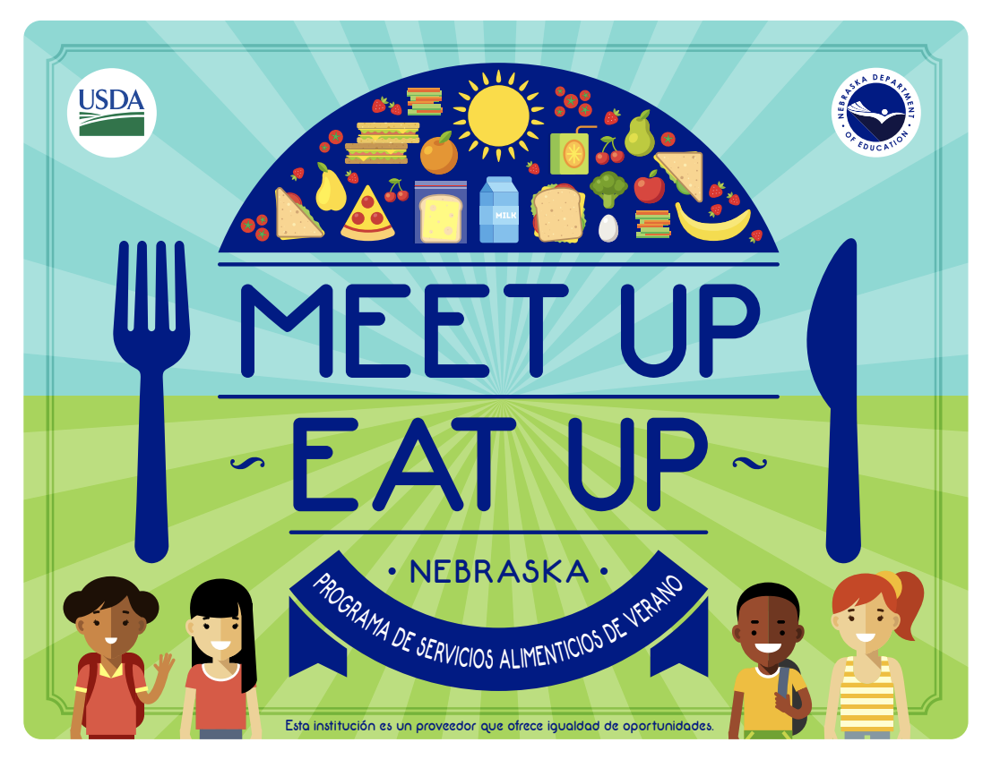 USDA
NEBRASKA DEPARTMENT
• OF EDUCATION •
MILK
MEET UP
EAT UP
• NEBRASKA •
PROGRAMA DE SERVICIOS ALIMENTICIOS DE VERANO
Esta institución es un proveedor que ofrece igualdad de oportunidades.